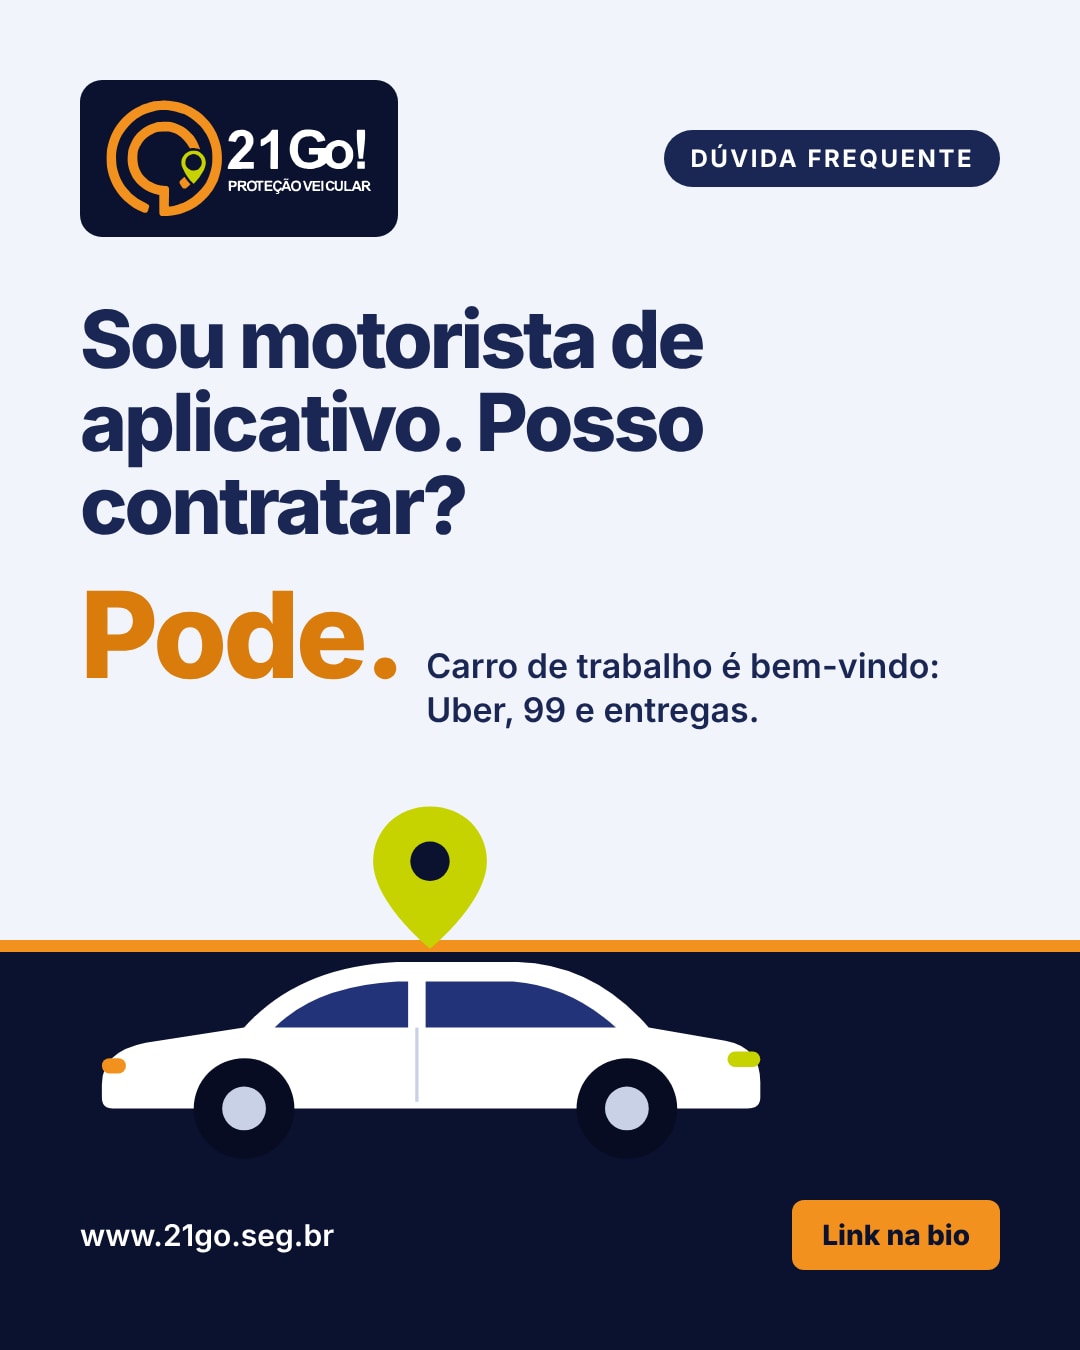 21Go!
PROTEÇÃO VEICULAR
DÚVIDA FREQUENTE
Sou motorista de
aplicativo. Posso
contratar?
Pode.
Carro de trabalho é bem-vindo:
Uber, 99 e entregas.
www.21go.seg.br
Link na bio